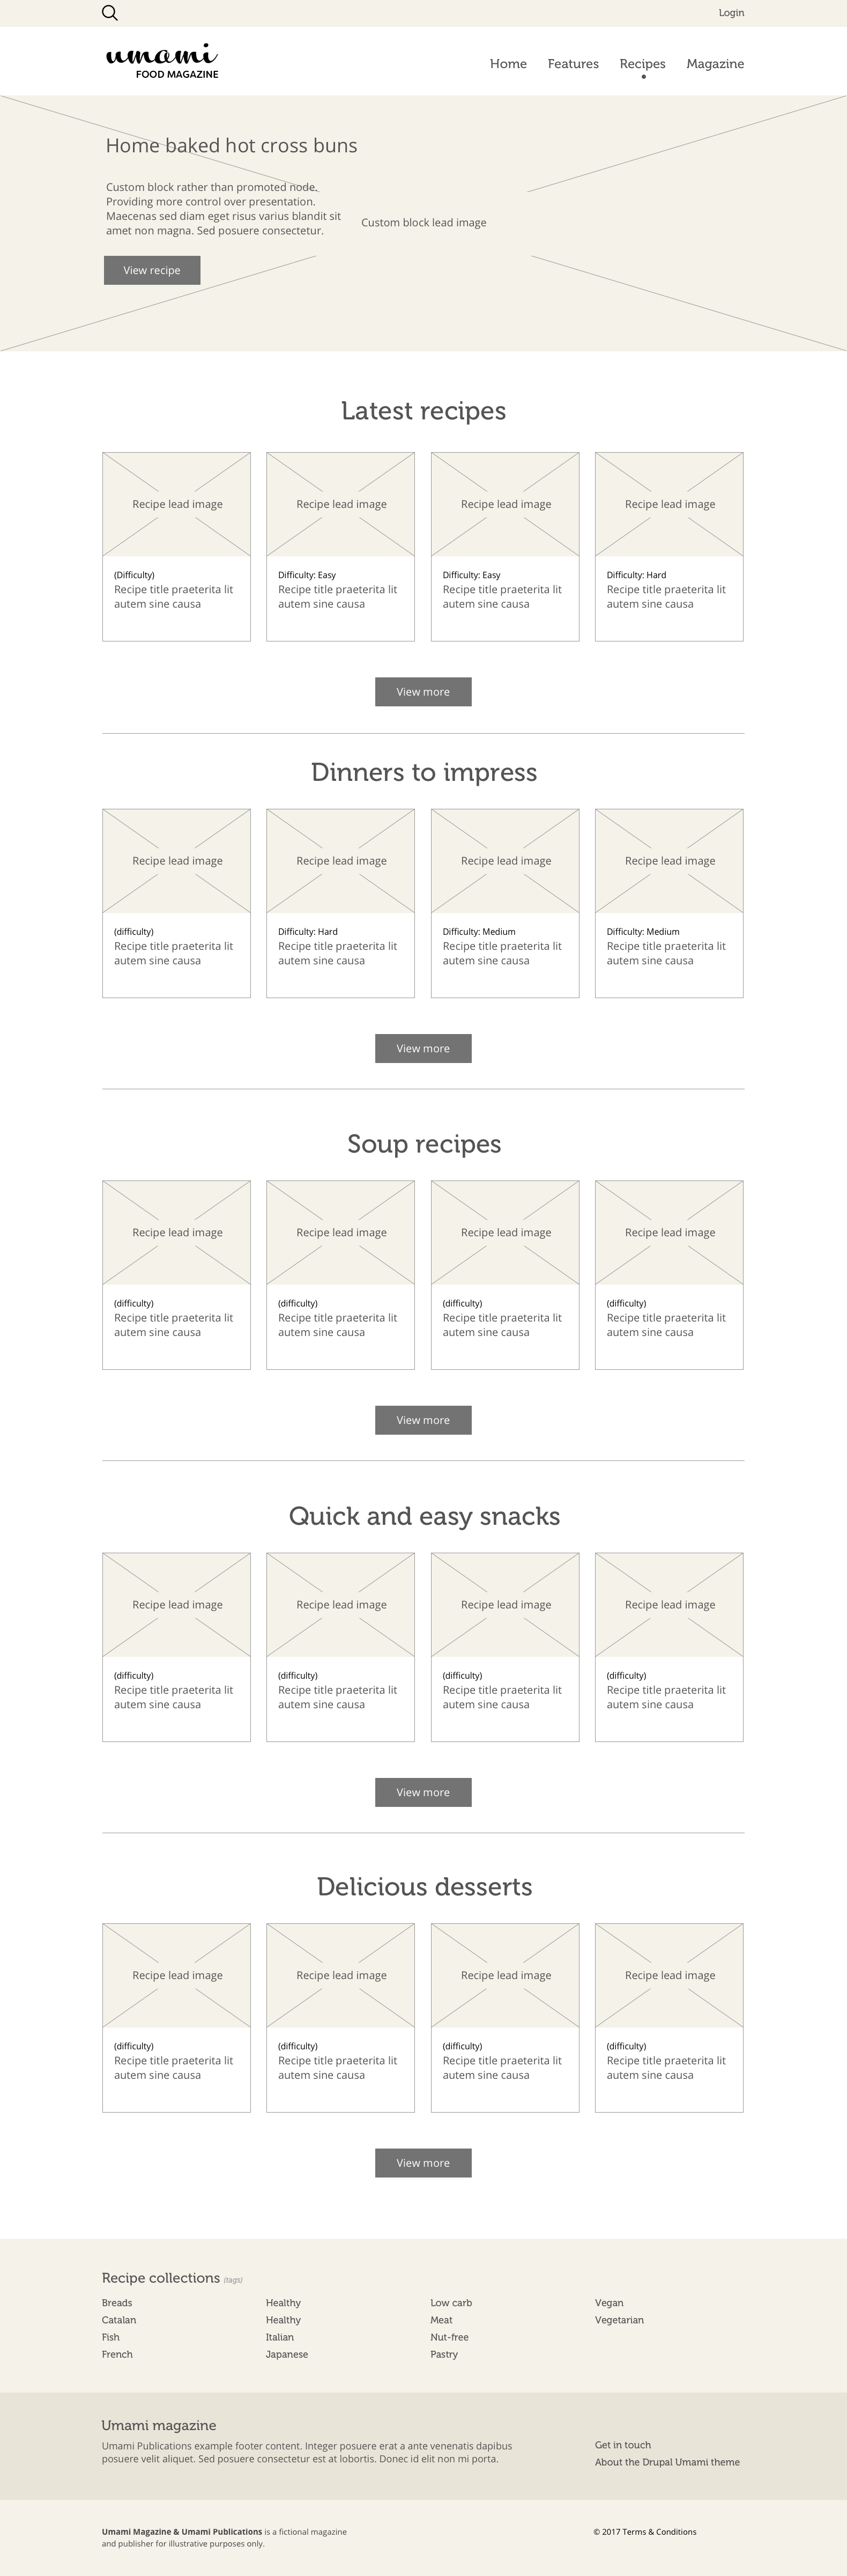 Login
umami
FOOD MAGAZINE
Home Features Recipes Magazine
Home baked hot cross buns
Custom block rather than promoted node.
Providing more control over presentation.
Maecenas sed diam eget risus varius blandit sit
amet non magna. Sed posuere consectetur.
Custom block lead image
View recipe
Latest recipes
Recipe lead image Recipe lead image Recipe lead image Recipe lead image
(Difficulty) Difficulty: Easy Difficulty: Easy Difficulty: Hard
Recipe title praeterita lit Recipe title praeterita lit Recipe title praeterita lit Recipe title praeterita lit
autem sine causa autem sine causa autem sine causa autem sine causa
View more
Dinners to impress
Recipe lead image Recipe lead image Recipe lead image Recipe lead image
(difficulty) Difficulty: Hard Difficulty: Medium Difficulty: Medium
Recipe title praeterita lit Recipe title praeterita lit Recipe title praeterita lit Recipe title praeterita lit
autem sine causa autem sine causa autem sine causa autem sine causa
View more
Soup recipes
Recipe lead image Recipe lead image Recipe lead image Recipe lead image
(difficulty) (difficulty) (difficulty) (difficulty)
Recipe title praeterita lit Recipe title praeterita lit Recipe title praeterita lit Recipe title praeterita lit
autem sine causa autem sine causa autem sine causa autem sine causa
View more
Quick and easy snacks
Recipe lead image Recipe lead image Recipe lead image Recipe lead image
(difficulty) (difficulty) (difficulty) (difficulty)
Recipe title praeterita lit Recipe title praeterita lit Recipe title praeterita lit Recipe title praeterita lit
autem sine causa autem sine causa autem sine causa autem sine causa
View more
Delicious desserts
Recipe lead image Recipe lead image Recipe lead image Recipe lead image
(difficulty) (difficulty) (difficulty) (difficulty)
Recipe title praeterita lit Recipe title praeterita lit Recipe title praeterita lit Recipe title praeterita lit
autem sine causa autem sine causa autem sine causa autem sine causa
View more
Recipe collections (tags)
Breads Healthy Low carb Vegan
Catalan Healthy Meat Vegetarian
Fish Italian Nut-free
French Japanese Pastry
Umami magazine
Umami Publications example footer content. Integer posuere erat a ante venenatis dapibus
posuere velit aliquet. Sed posuere consectetur est at lobortis. Donec id elit non mi porta.
Get in touch
About the Drupal Umami theme
Umami Magazine & Umami Publications is a fictional magazine
and publisher for illustrative purposes only.
© 2017 Terms & Conditions